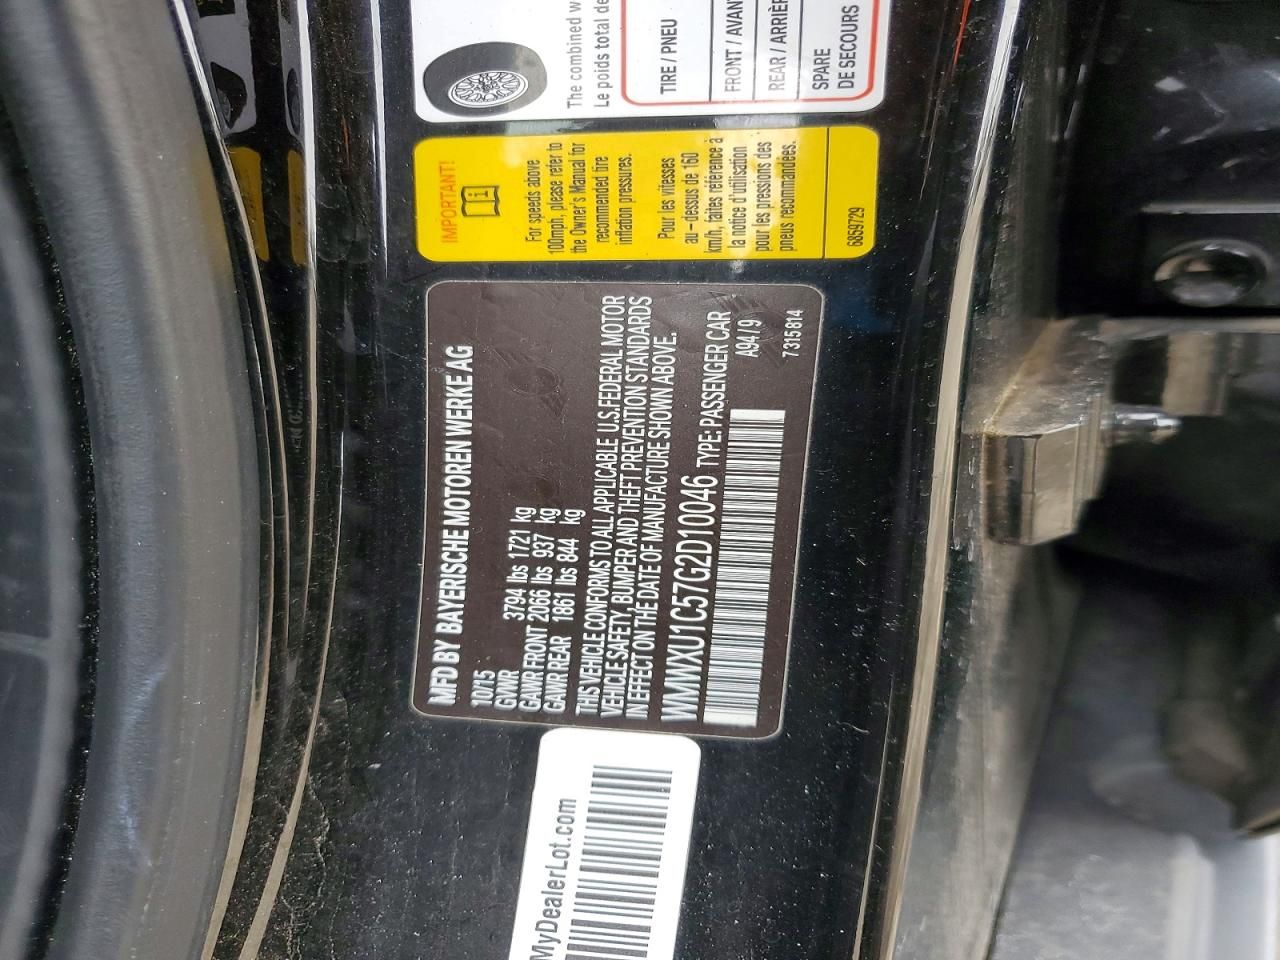 MFD BY BAYERISCHE MOTOREN WERKE AG
10/15
GVWR 3794 lbs 1721 kg
GAWR FRONT 2066 lbs 937 kg
GAWR REAR 1861 lbs 844 kg
THIS VEHICLE CONFORMS TO ALL APPLICABLE U.S.FEDERAL MOTOR
VEHICLE SAFETY, BUMPER AND THEFT PREVENTION STANDARDS
IN EFFECT ON THE DATE OF MANUFACTURE SHOWN ABOVE.
WMWXU1C57G2D10046 TYPE: PASSENGER CAR
A94/9
7315814
IMPORTANT!
For speeds above
100mph, please refer to
the Owner's Manual for
recommended tire
inflation pressures.
Pour les vitesses
au-dessus de 160
km/h, faites référence à
la notice d'utilisation
pour les pressions des
pneus recommandées.
6859729
The combined w
Le poids total de
TIRE / PNEU
FRONT / AVAN
REAR / ARRIÈR
SPARE
DE SECOURS
MyDealerLot.com